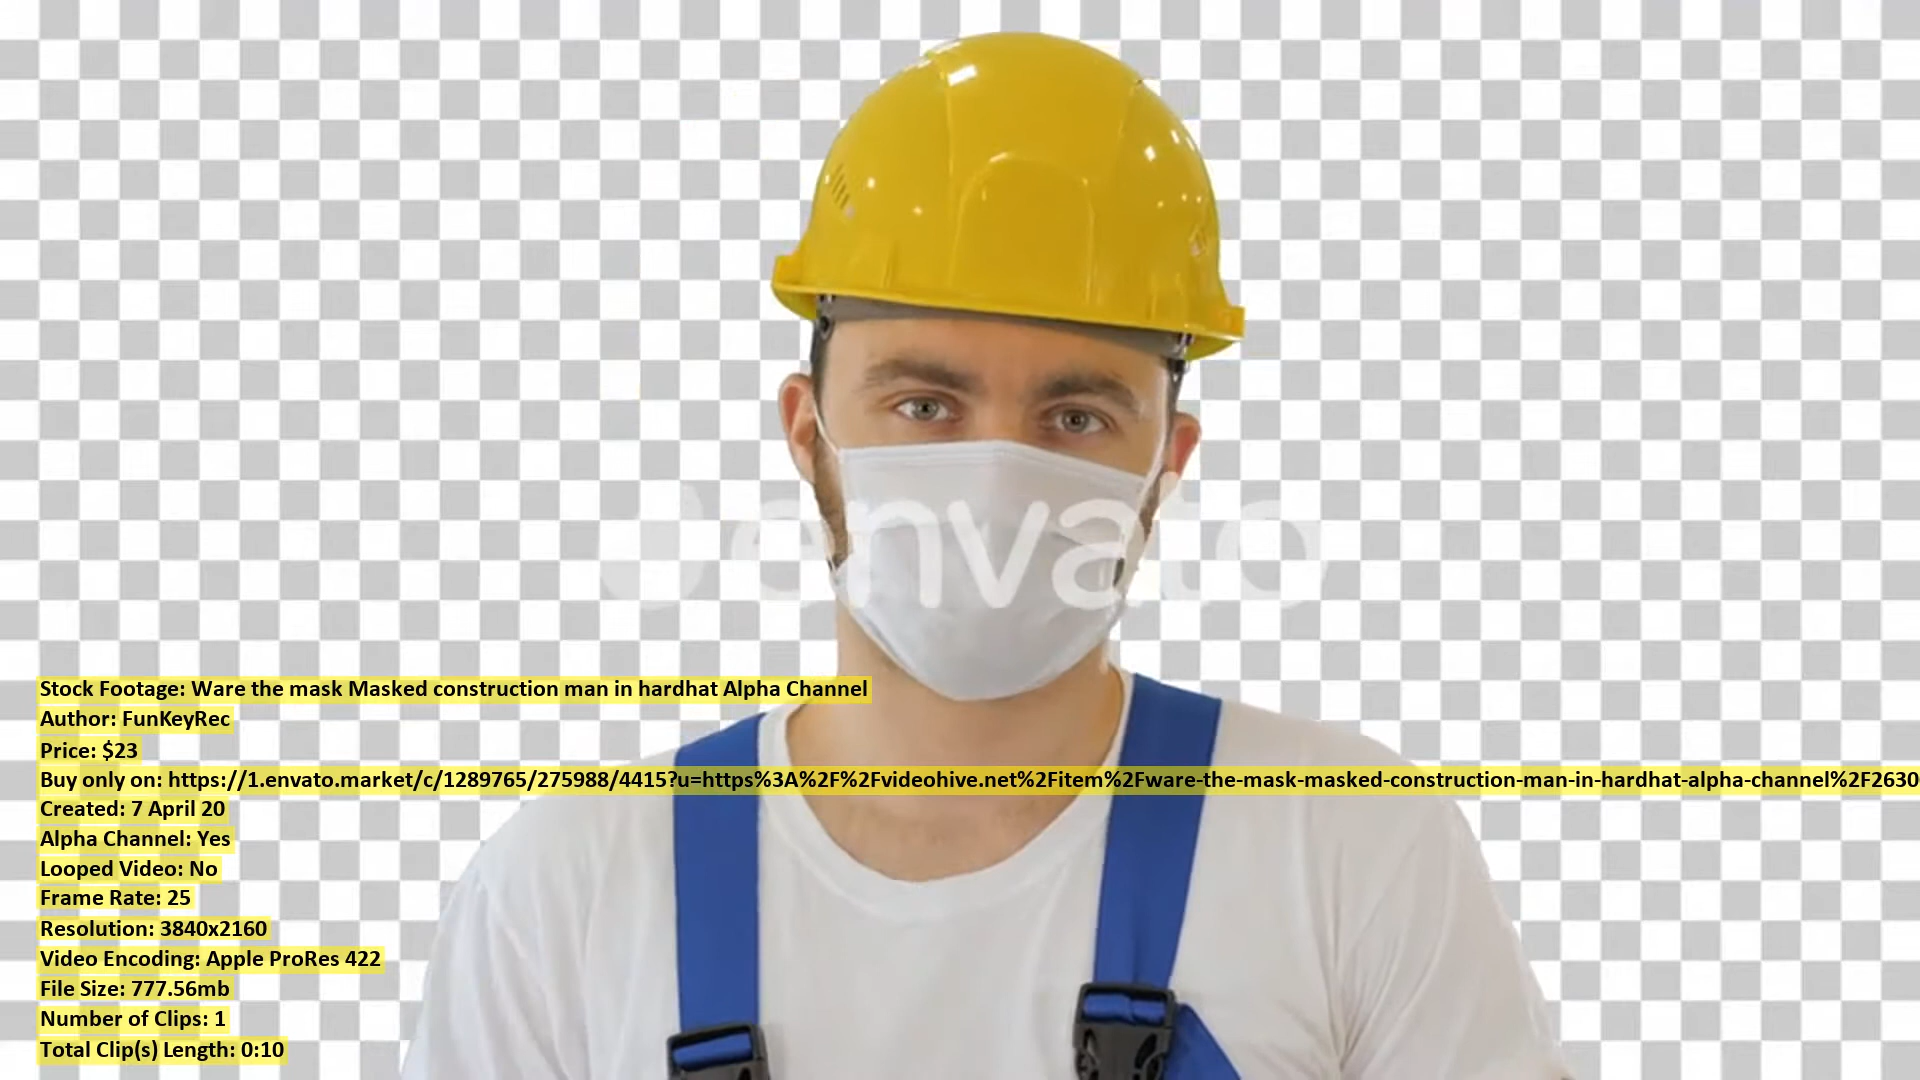 envato
Stock Footage: Ware the mask Masked construction man in hardhat Alpha Channel
Author: FunKeyRec
Price: $23
Buy only on: https://1.envato.market/c/1289765/275988/4415?u=https%3A%2F%2Fvideohive.net%2Fitem%2Fware-the-mask-masked-construction-man-in-hardhat-alpha-channel%2F2630
Created: 7 April 20
Alpha Channel: Yes
Looped Video: No
Frame Rate: 25
Resolution: 3840x2160
Video Encoding: Apple ProRes 422
File Size: 777.56mb
Number of Clips: 1
Total Clip(s) Length: 0:10